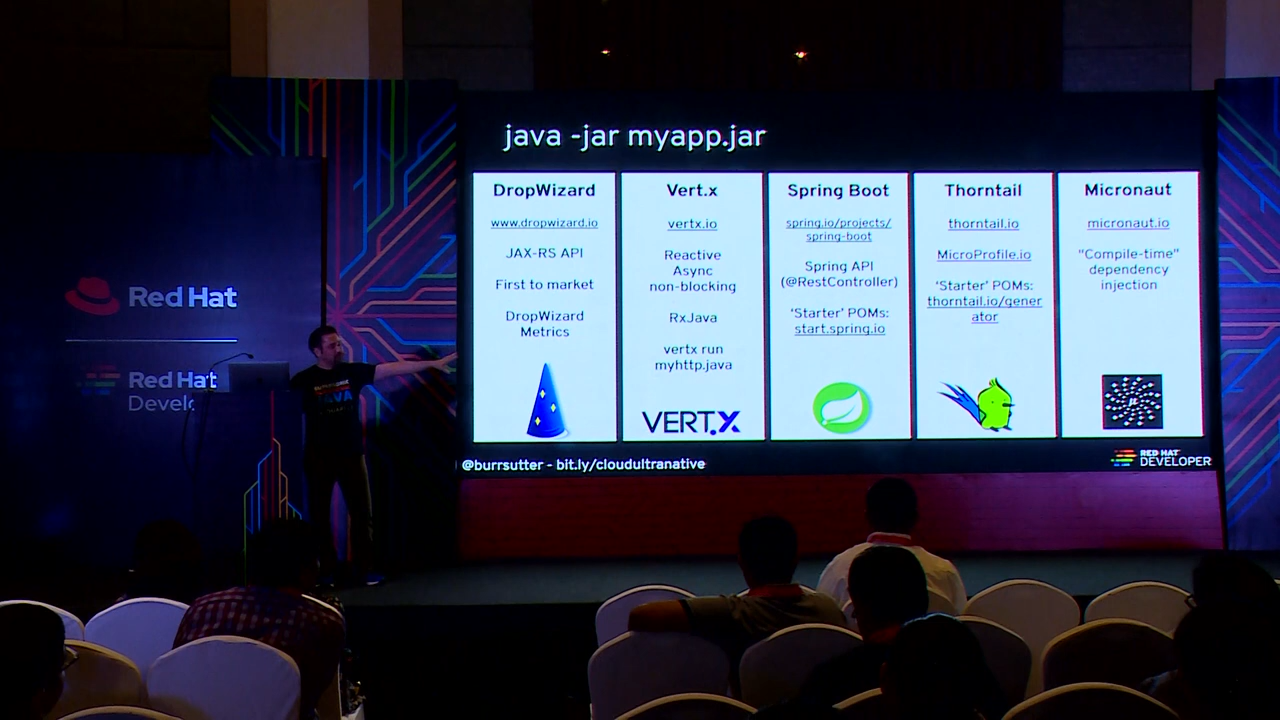 java -jar myapp.jar
DropWizard
www.dropwizard.io
JAX-RS API
First to market
DropWizard
Metrics
Vert.x
vertx.io
Reactive
Async
non-blocking
RxJava
vertx run
myhttp.java
VERT.X
Spring Boot
spring.io/projects/
spring-boot
Spring API
(@RestController)
‘Starter’ POMs:
start.spring.io
Thorntail
thorntail.io
MicroProfile.io
‘Starter’ POMs:
thorntail.io/gener
ator
Micronaut
micronaut.io
“Compile-time”
dependency
injection
@burrsutter - bit.ly/cloudultranative
RED HAT
DEVELOPER
Red Hat
Red Hat
JAVA